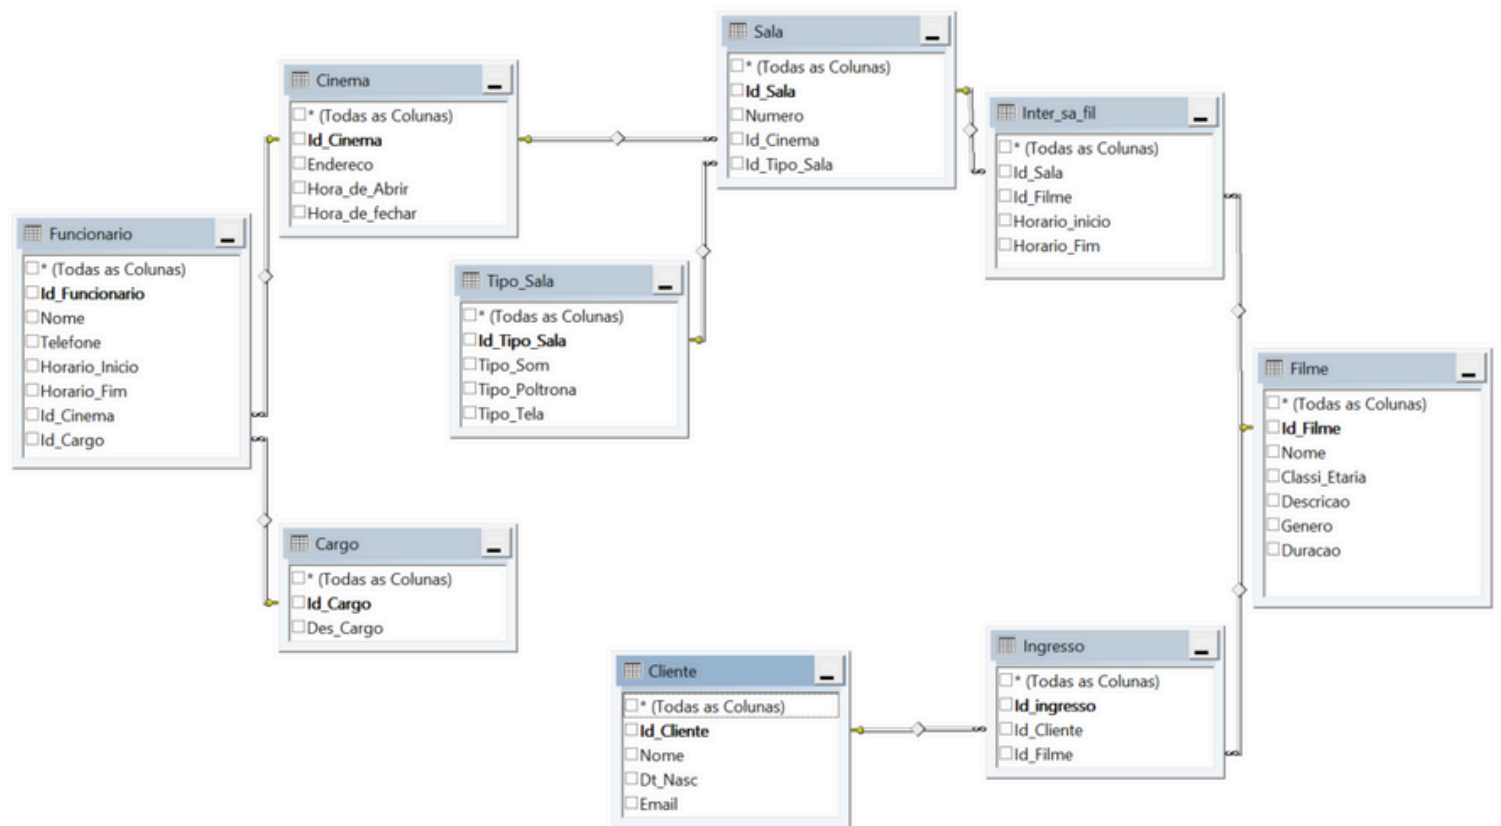 Sala
* (Todas as Colunas)
Id_Sala
Numero
Id_Cinema
Id_Tipo_Sala
Cinema
* (Todas as Colunas)
Id_Cinema
Endereco
Hora_de_Abrir
Hora_de_fechar
Inter_sa_fil
* (Todas as Colunas)
Id_Sala
Id_Filme
Horario_inicio
Horario_Fim
Funcionario
* (Todas as Colunas)
Id_Funcionario
Nome
Telefone
Horario_Inicio
Horario_Fim
Id_Cinema
Id_Cargo
Tipo_Sala
* (Todas as Colunas)
Id_Tipo_Sala
Tipo_Som
Tipo_Poltrona
Tipo_Tela
Filme
* (Todas as Colunas)
Id_Filme
Nome
Classi_Etaria
Descricao
Genero
Duracao
Cargo
* (Todas as Colunas)
Id_Cargo
Des_Cargo
Cliente
* (Todas as Colunas)
Id_Cliente
Nome
Dt_Nasc
Email
Ingresso
* (Todas as Colunas)
Id_ingresso
Id_Cliente
Id_Filme